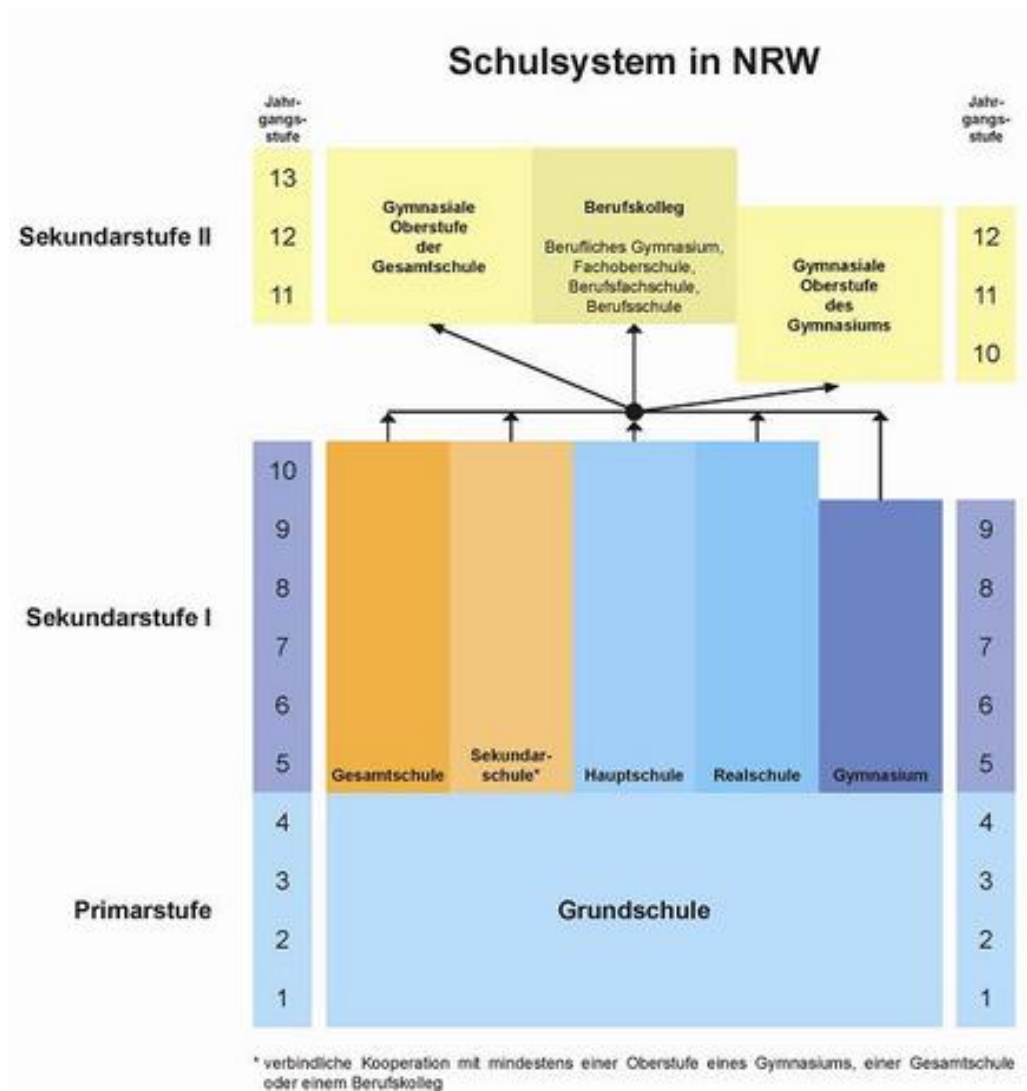 Schulsystem in NRW
Jahr-
gangs-
stufe
Jahr-
gangs-
stufe
Sekundarstufe II
13
12
11
Gymnasiale
Oberstufe
der
Gesamtschule
Berufskolleg
Berufliches Gymnasium,
Fachoberschule,
Berufsfachschule,
Berufsschule
Gymnasiale
Oberstufe
des
Gymnasiums
12
11
10
Sekundarstufe I
10
9
8
7
6
5
Gesamtschule
Sekundar-
schule*
Hauptschule
Realschule
Gymnasium
9
8
7
6
5
Primarstufe
4
3
2
1
Grundschule
4
3
2
1
* verbindliche Kooperation mit mindestens einer Oberstufe eines Gymnasiums, einer Gesamtschule
oder einem Berufskolleg